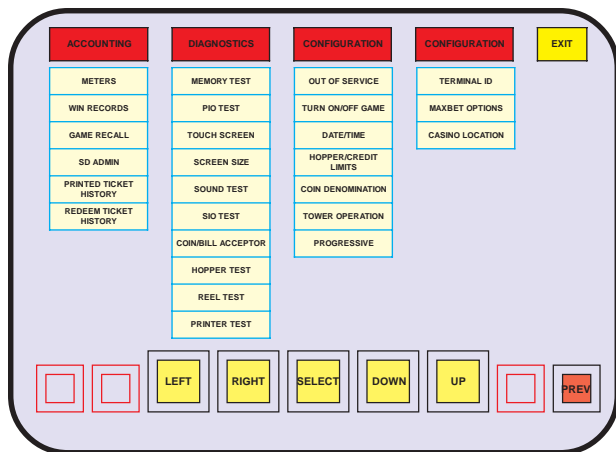 ACCOUNTING
METERS
WIN RECORDS
GAME RECALL
SD ADMIN
PRINTED TICKET
HISTORY
REDEEM TICKET
HISTORY
DIAGNOSTICS
MEMORY TEST
PIO TEST
TOUCH SCREEN
SCREEN SIZE
SOUND TEST
SIO TEST
COIN/BILL ACCEPTOR
HOPPER TEST
REEL TEST
PRINTER TEST
CONFIGURATION
OUT OF SERVICE
TURN ON/OFF GAME
DATE/TIME
HOPPER/CREDIT
LIMITS
COIN DENOMINATION
TOWER OPERATION
PROGRESSIVE
CONFIGURATION
TERMINAL ID
MAXBET OPTIONS
CASINO LOCATION
EXIT
LEFT
RIGHT
SELECT
DOWN
UP
PREV